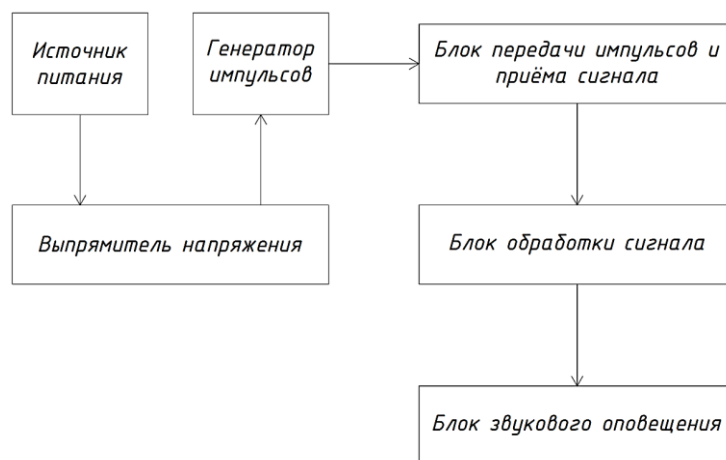 Источник
питания
Генератор
импульсов
Блок передачи импульсов и
приёма сигнала
Выпрямитель напряжения
Блок обработки сигнала
Блок звукового оповещения